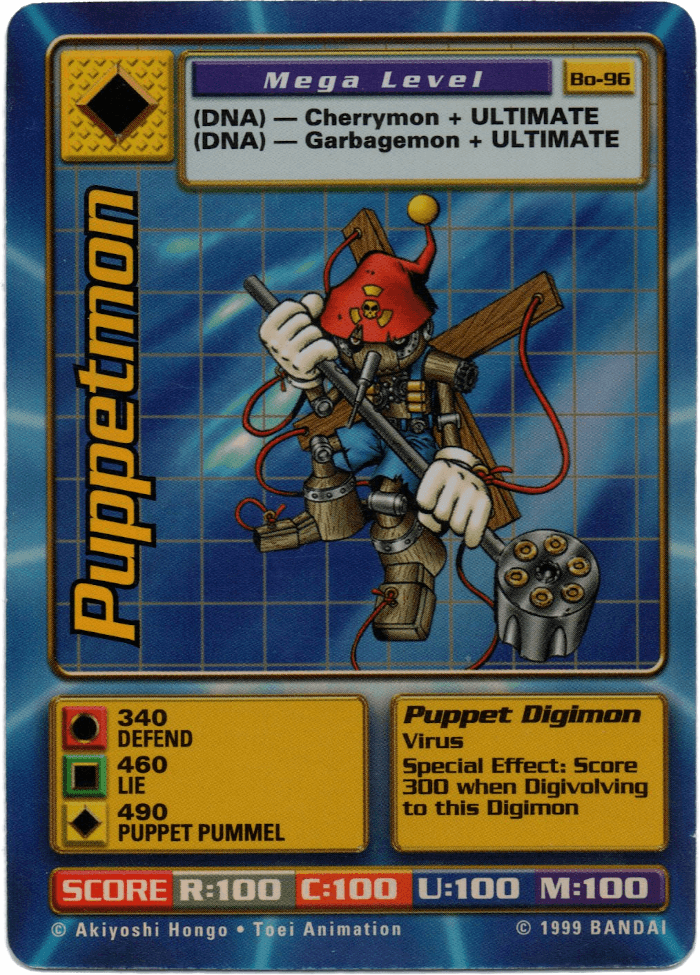 Mega Level
Bo-96
(DNA) — Cherrymon + ULTIMATE
(DNA) — Garbagemon + ULTIMATE
Puppetmon
340
DEFEND
460
LIE
490
PUPPET PUMMEL
Puppet Digimon
Virus
Special Effect: Score
300 when Digivolving
to this Digimon
SCORE R:100 C:100 U:100 M:100
© Akiyoshi Hongo • Toei Animation
© 1999 BANDAI